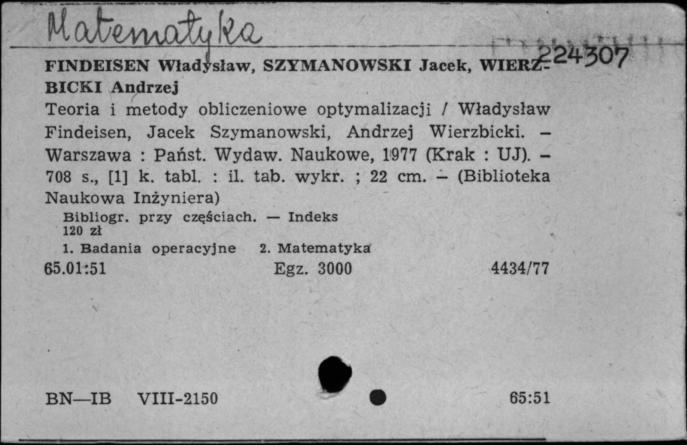 Matematyka
224307
FINDEISEN Władysław, SZYMANOWSKI Jacek, WIERZ-
BICKI Andrzej
Teoria i metody obliczeniowe optymalizacji / Władysław
Findeisen, Jacek Szymanowski, Andrzej Wierzbicki. —
Warszawa : Państ. Wydaw. Naukowe, 1977 (Krak : UJ). —
708 s., [1] k. tabl. : il. tab. wykr. ; 22 cm. — (Biblioteka
Naukowa Inżyniera)
Bibliogr. przy częściach. — Indeks
120 zł
1. Badania operacyjne 2. Matematyka
65.01:51 Egz. 3000 4434/77
BN—IB VIII-2150 65:51